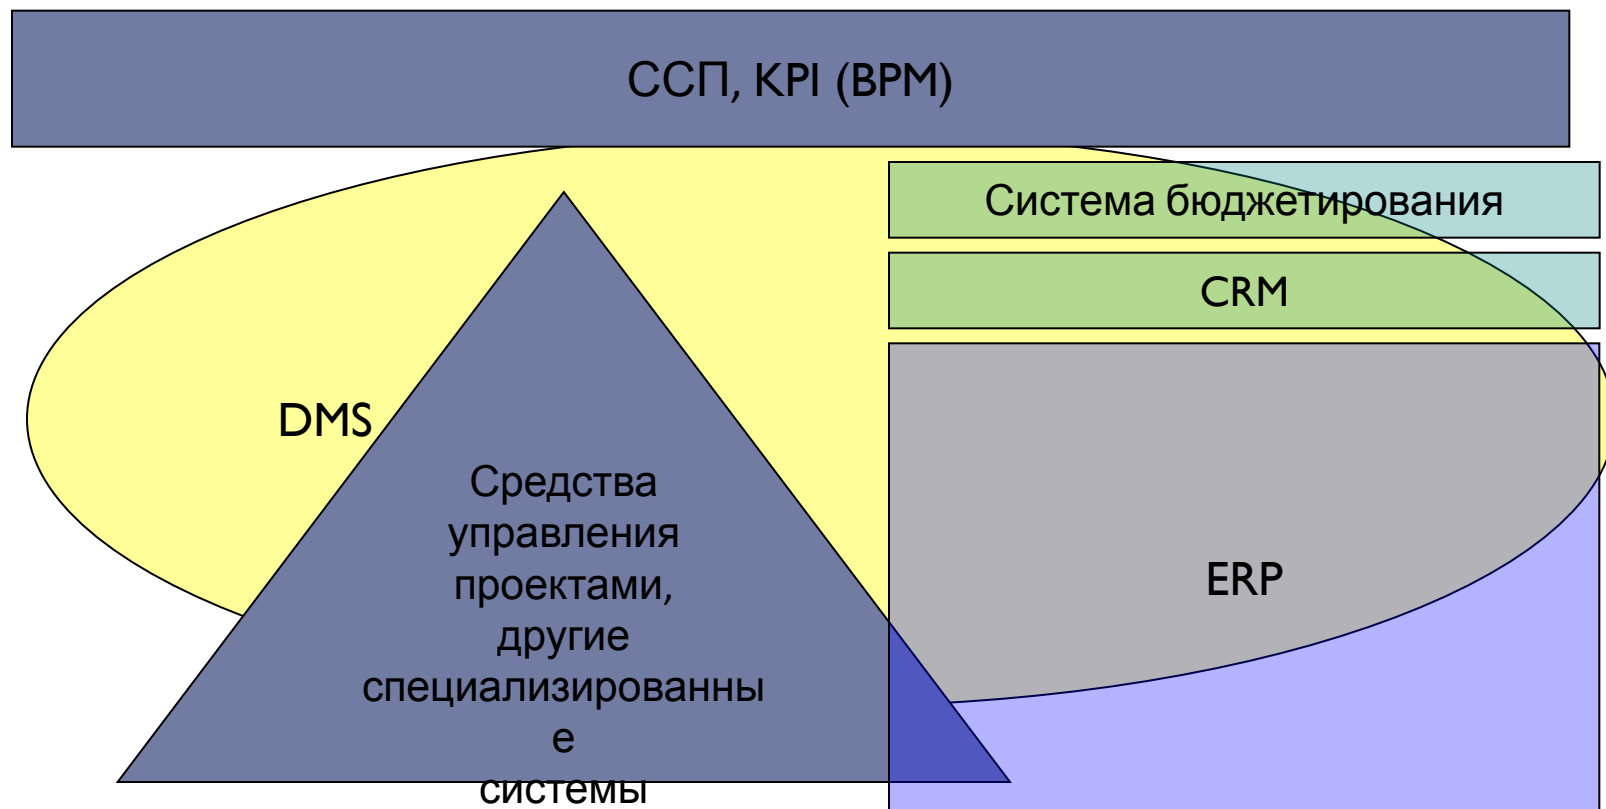 ССП, KPI (BPM)
Система бюджетирования
CRM
DMS
Средства
управления
проектами,
другие
специализированны
е
системы
ERP